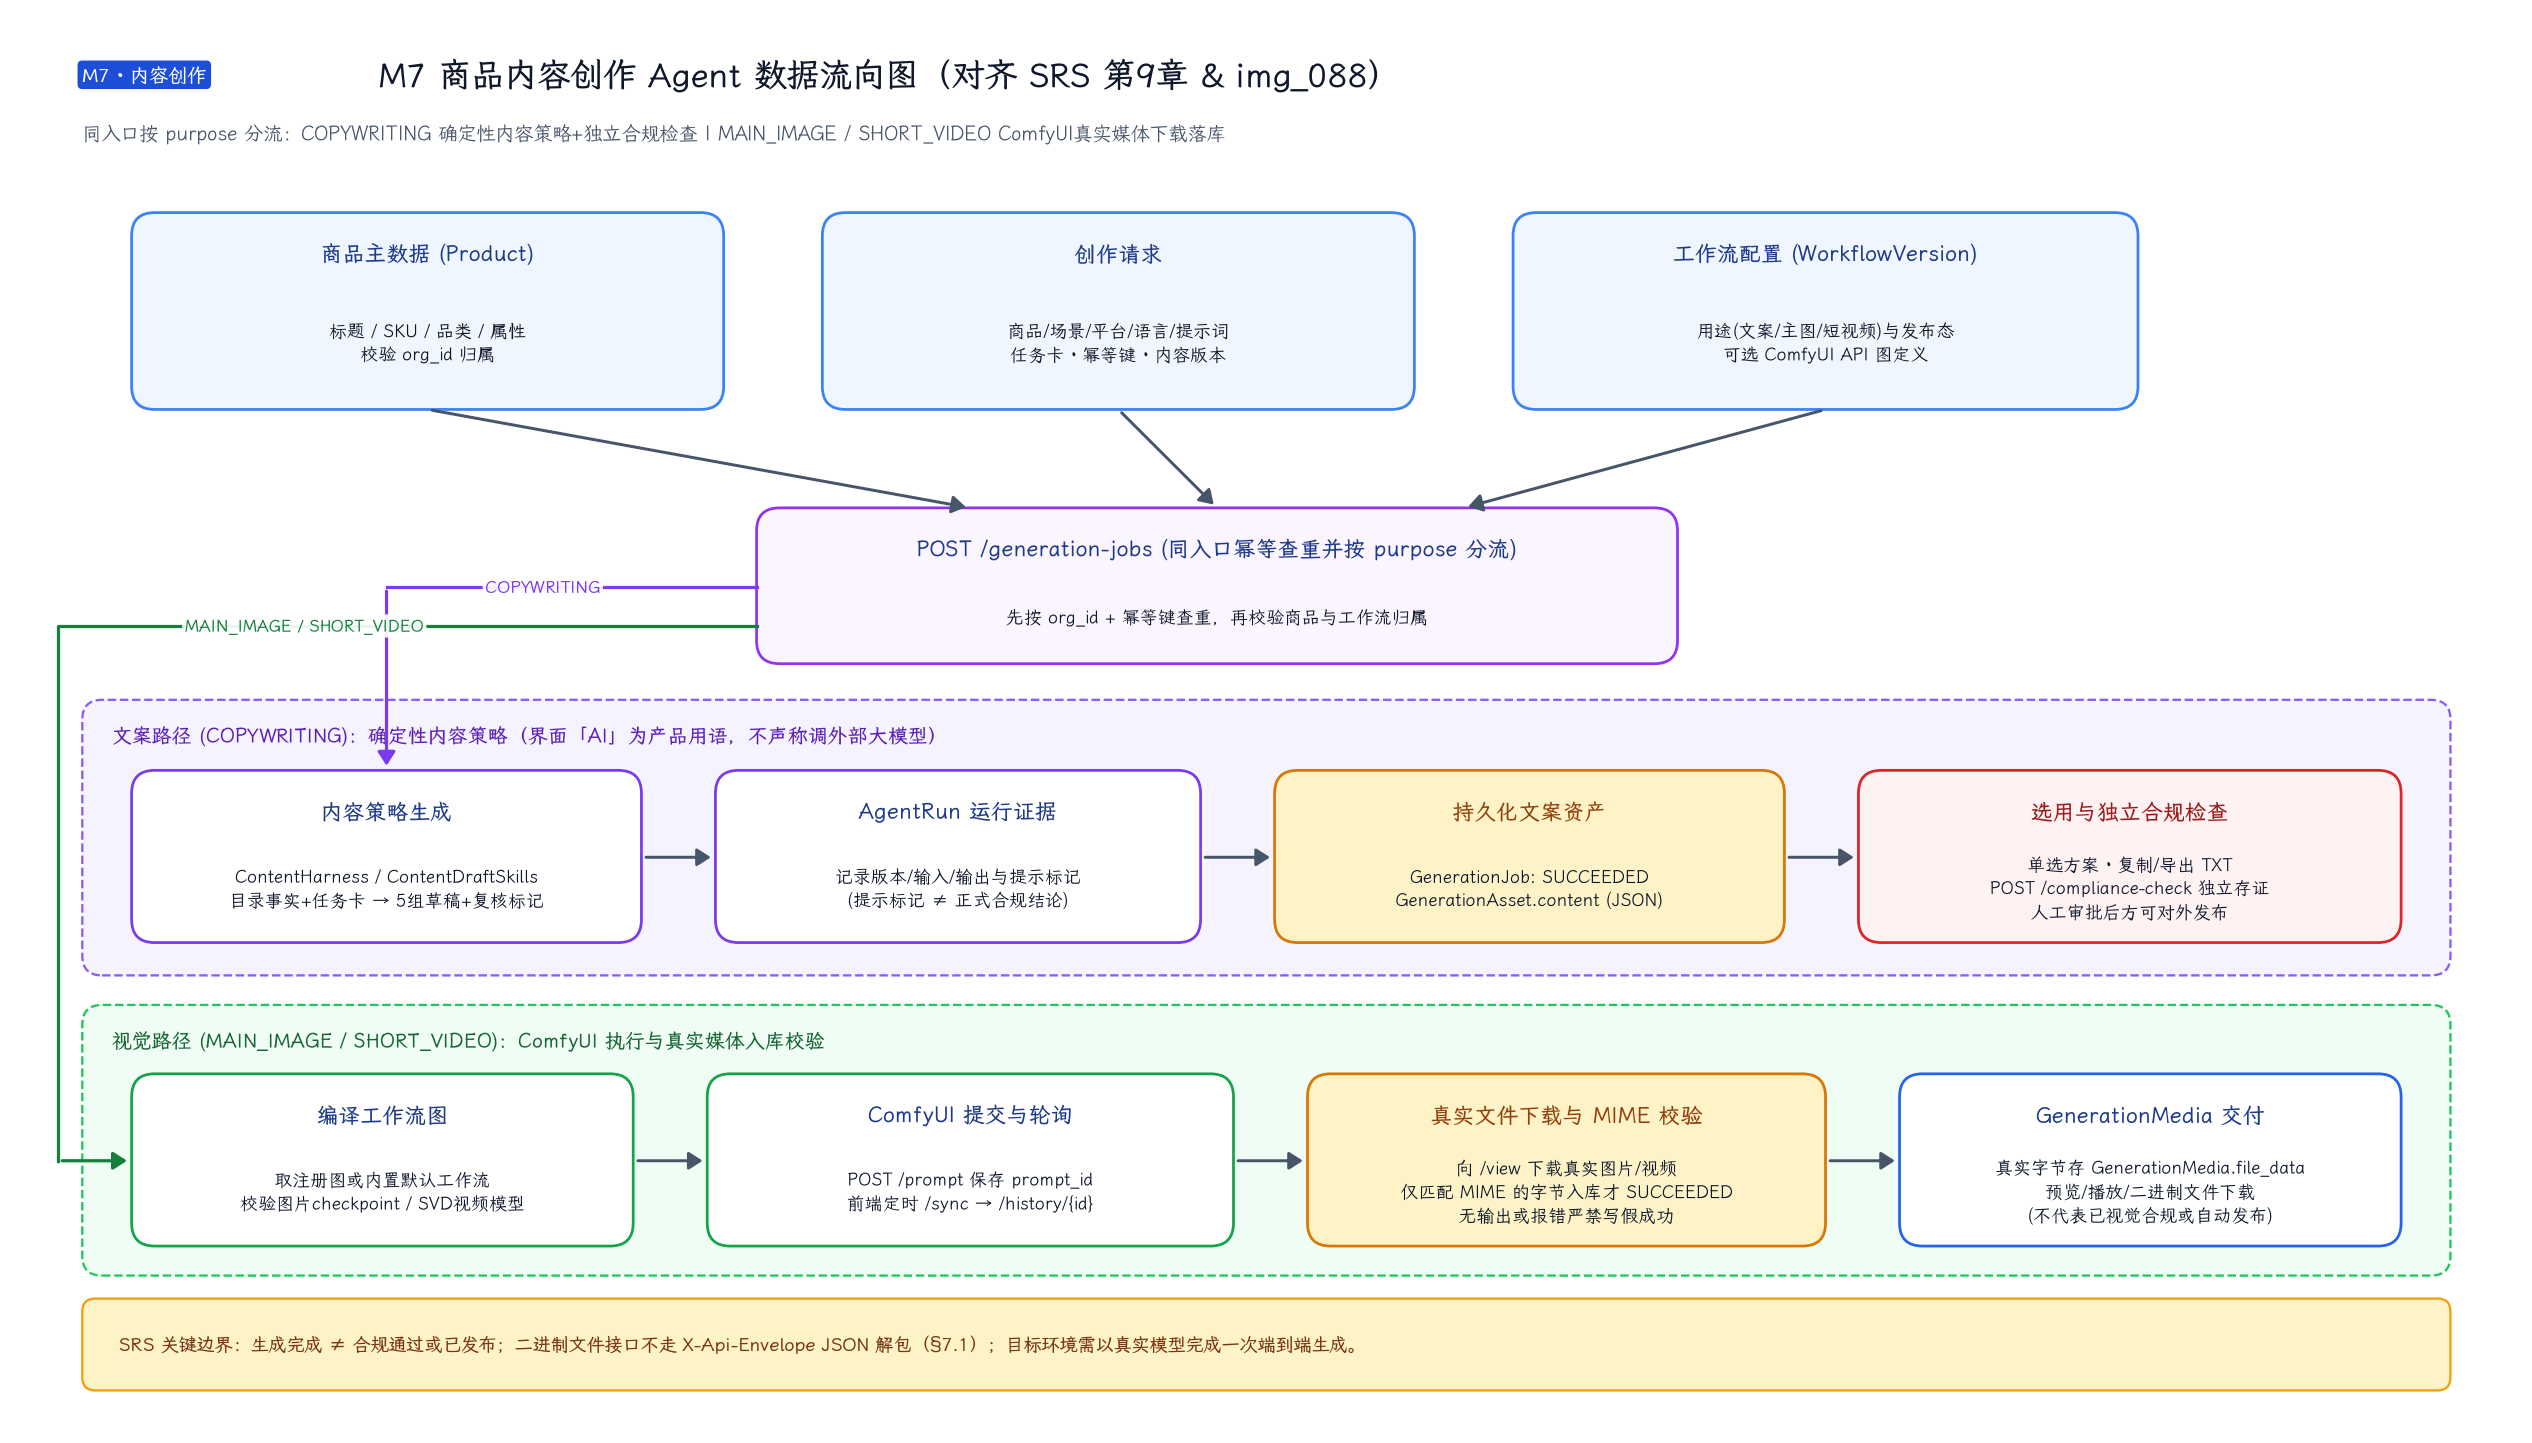 M7 · 内容创作
M7 商品内容创作 Agent 数据流向图（对齐 SRS 第9章 & img_088）
同入口按 purpose 分流：COPYWRITING 确定性内容策略+独立合规检查 | MAIN_IMAGE / SHORT_VIDEO ComfyUI真实媒体下载落库
商品主数据 (Product)
标题 / SKU / 品类 / 属性
校验 org_id 归属
创作请求
商品/场景/平台/语言/提示词
任务卡 · 幂等键 · 内容版本
工作流配置 (WorkflowVersion)
用途(文案/主图/短视频)与发布态
可选 ComfyUI API 图定义
POST /generation-jobs (同入口幂等查重并按 purpose 分流)
先按 org_id + 幂等键查重，再校验商品与工作流归属
COPYWRITING
MAIN_IMAGE / SHORT_VIDEO
文案路径 (COPYWRITING)：确定性内容策略（界面「AI」为产品用语，不声称调外部大模型）
内容策略生成
ContentHarness / ContentDraftSkills
目录事实+任务卡 → 5组草稿+复核标记
AgentRun 运行证据
记录版本/输入/输出与提示标记
(提示标记 ≠ 正式合规结论)
持久化文案资产
GenerationJob: SUCCEEDED
GenerationAsset.content (JSON)
选用与独立合规检查
单选方案 · 复制/导出 TXT
POST /compliance-check 独立存证
人工审批后方可对外发布
视觉路径 (MAIN_IMAGE / SHORT_VIDEO)：ComfyUI 执行与真实媒体入库校验
编译工作流图
取注册图或内置默认工作流
校验图片checkpoint / SVD视频模型
ComfyUI 提交与轮询
POST /prompt 保存 prompt_id
前端定时 /sync → /history/{id}
真实文件下载与 MIME 校验
向 /view 下载真实图片/视频
仅匹配 MIME 的字节入库才 SUCCEEDED
无输出或报错严禁写假成功
GenerationMedia 交付
真实字节存 GenerationMedia.file_data
预览/播放/二进制文件下载
(不代表已视觉合规或自动发布)
SRS 关键边界：生成完成 ≠ 合规通过或已发布；二进制文件接口不走 X-Api-Envelope JSON 解包（§7.1）；目标环境需以真实模型完成一次端到端生成。